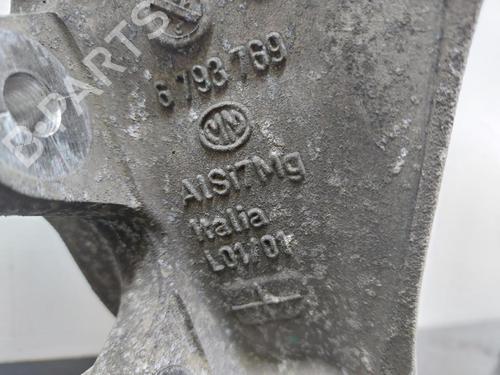 B-PARTS
6 793 769
AlSi7Mg
Italia
L01/01